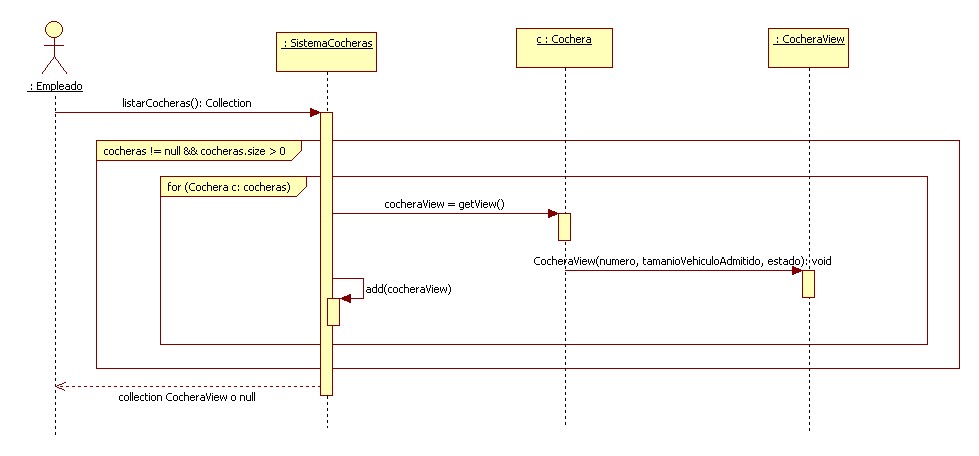 : SistemaCocheras
c : Cochera
: CocheraView
: Empleado
listarCocheras(): Collection
cocheras != null && cocheras.size > 0
for (Cochera c: cocheras)
cocheraView = getView()
CocheraView(numero, tamanioVehiculoAdmitido, estado): void
add(cocheraView)
collection CocheraView o null